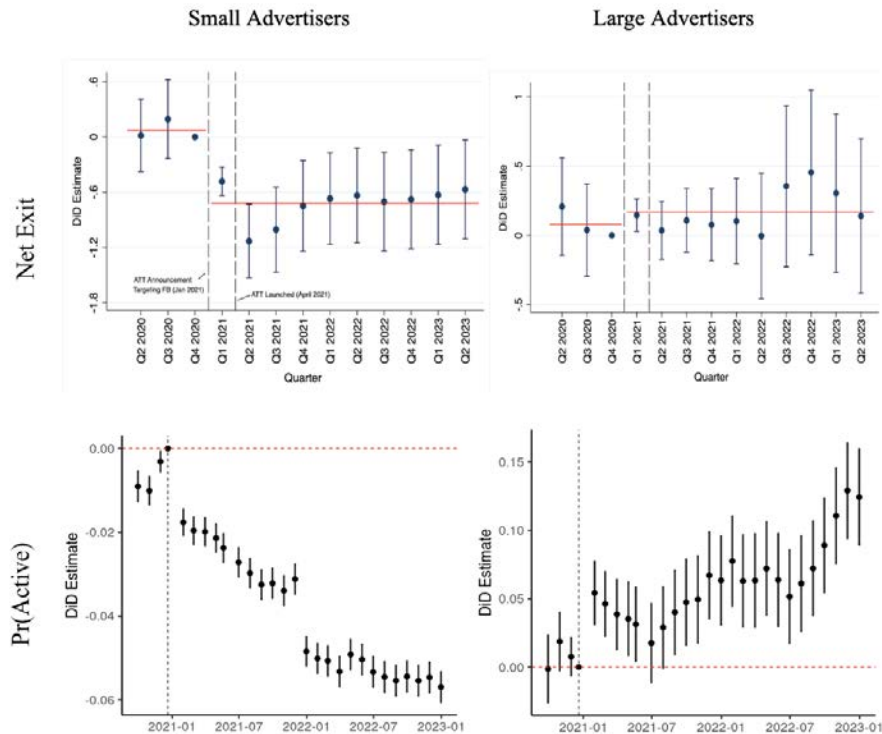 Small Advertisers
Large Advertisers
Net Exit
DiD Estimate
.6
0
-.6
-1.2
-1.8
ATT Announcement
Targeting FB (Jan 2021)
ATT Launched (April 2021)
Q2 2020
Q3 2020
Q4 2020
Q1 2021
Q2 2021
Q3 2021
Q4 2021
Q1 2022
Q2 2022
Q3 2022
Q4 2022
Q1 2023
Q2 2023
Quarter
DiD Estimate
1
.5
0
-.5
Q2 2020
Q3 2020
Q4 2020
Q1 2021
Q2 2021
Q3 2021
Q4 2021
Q1 2022
Q2 2022
Q3 2022
Q4 2022
Q1 2023
Q2 2023
Quarter
Pr(Active)
DiD Estimate
0.00
-0.02
-0.04
-0.06
2021-01
2021-07
2022-01
2022-07
2023-01
DiD Estimate
0.15
0.10
0.05
0.00
2021-01
2021-07
2022-01
2022-07
2023-01